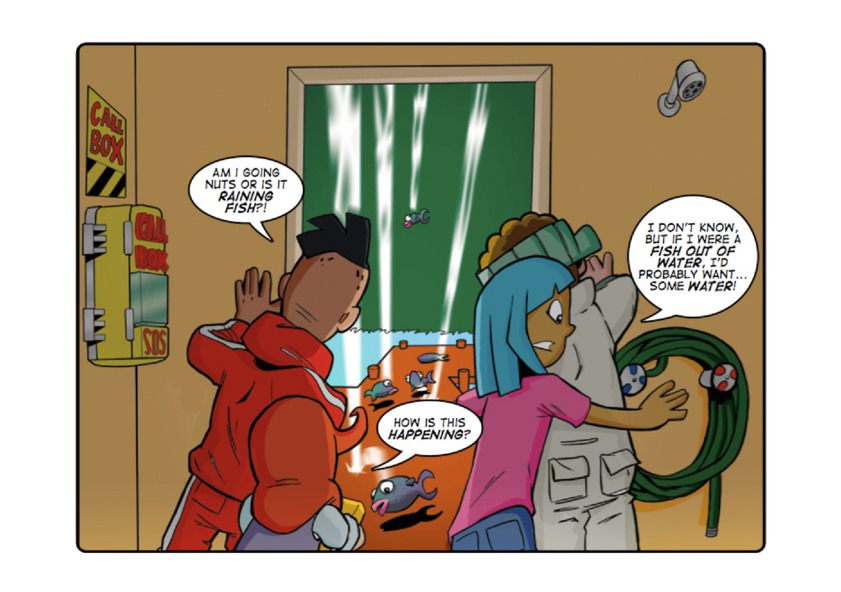 CALL
BOX
AM I GOING
NUTS OR IS IT
RAINING
FISH?!
I DON'T KNOW,
BUT IF I WERE A
FISH OUT OF
WATER, I'D
PROBABLY WANT...
SOME WATER!
CALL
BOX
SOS
HOW IS THIS
HAPPENING?